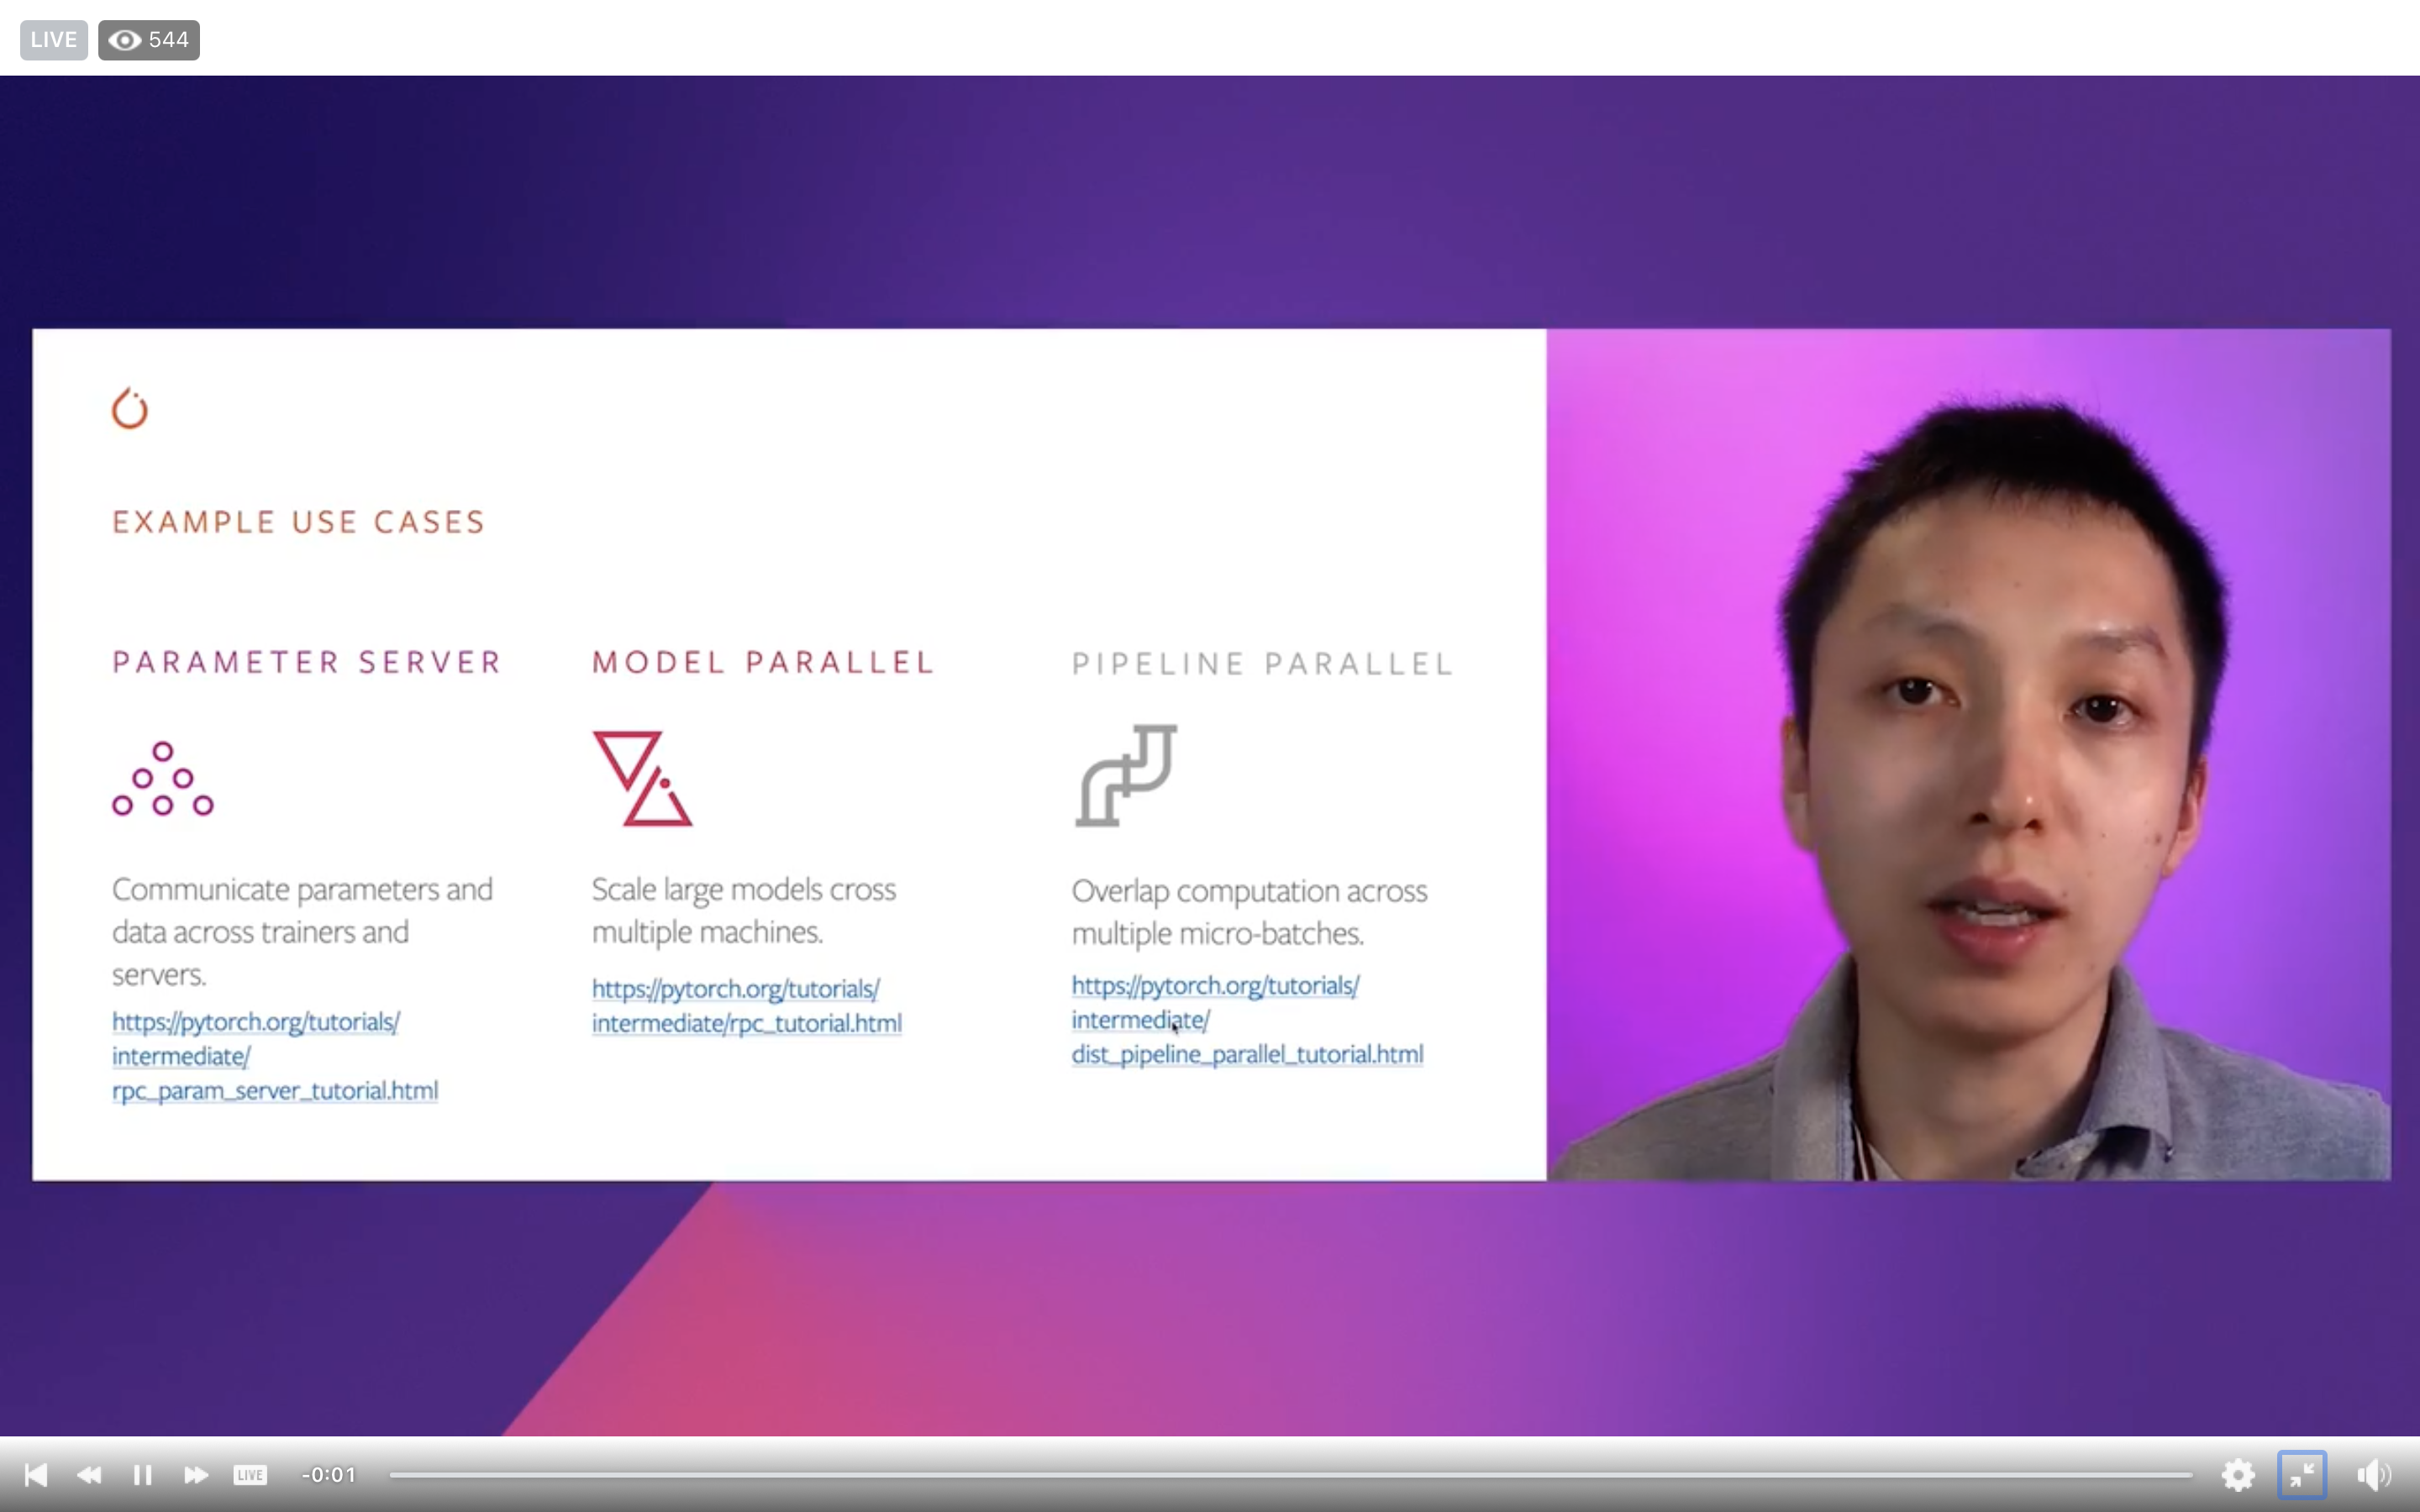 LIVE 544
EXAMPLE USE CASES
PARAMETER SERVER
Communicate parameters and
data across trainers and
servers.
https://pytorch.org/tutorials/
intermediate/
rpc_param_server_tutorial.html
MODEL PARALLEL
Scale large models cross
multiple machines.
https://pytorch.org/tutorials/
intermediate/rpc_tutorial.html
PIPELINE PARALLEL
Overlap computation across
multiple micro-batches.
https://pytorch.org/tutorials/
intermediate/
dist_pipeline_parallel_tutorial.html
LIVE -0:01